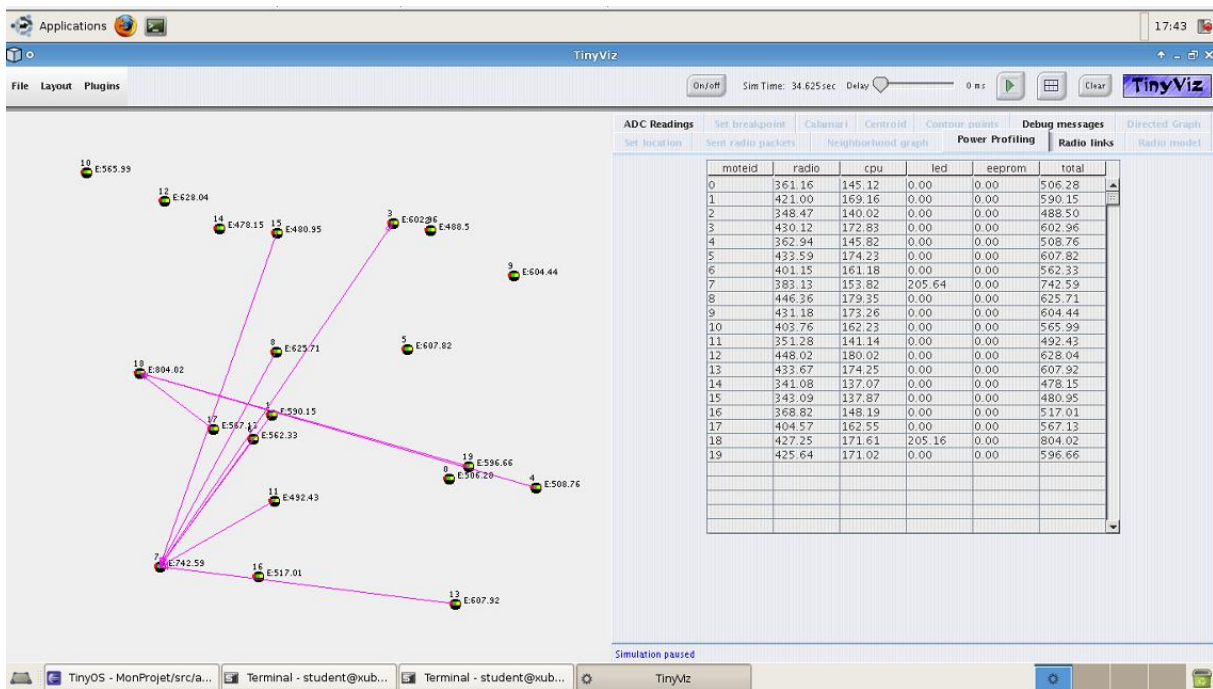 Applications 17:43
TinyViz
File Layout Plugins On/off Sim Time: 34.625 sec Delay 0 ms Clear TinyViz
ADC Readings Set breakpoint Calamari Centroid Contour points Debug messages Directed Graph
Set location Sent radio packets Neighborhood graph Power Profiling Radio links Radio model
10
E:565.99
12
E:628.04
14
E:478.15
15
E:480.95
3
E:602.96
E:488.5
9
E:604.44
8
E:625.71
5
E:607.82
18
E:804.02
1
E:590.15
17
E:567.13
6
E:562.33
19
E:596.66
0
E:506.28
4
E:508.76
11
E:492.43
7
E:742.59
16
E:517.01
13
E:607.92
moteid radio cpu led eeprom total
0 361.16 145.12 0.00 0.00 506.28
1 421.00 169.16 0.00 0.00 590.15
2 348.47 140.02 0.00 0.00 488.50
3 430.12 172.83 0.00 0.00 602.96
4 362.94 145.82 0.00 0.00 508.76
5 433.59 174.23 0.00 0.00 607.82
6 401.15 161.18 0.00 0.00 562.33
7 383.13 153.82 205.64 0.00 742.59
8 446.36 179.35 0.00 0.00 625.71
9 431.18 173.26 0.00 0.00 604.44
10 403.76 162.23 0.00 0.00 565.99
11 351.28 141.14 0.00 0.00 492.43
12 448.02 180.02 0.00 0.00 628.04
13 433.67 174.25 0.00 0.00 607.92
14 341.08 137.07 0.00 0.00 478.15
15 343.09 137.87 0.00 0.00 480.95
16 368.82 148.19 0.00 0.00 517.01
17 404.57 162.55 0.00 0.00 567.13
18 427.25 171.61 205.16 0.00 804.02
19 425.64 171.02 0.00 0.00 596.66
Simulation paused
TinyOS - MonProjet/src/a... Terminal - student@xub... Terminal - student@xub... TinyViz